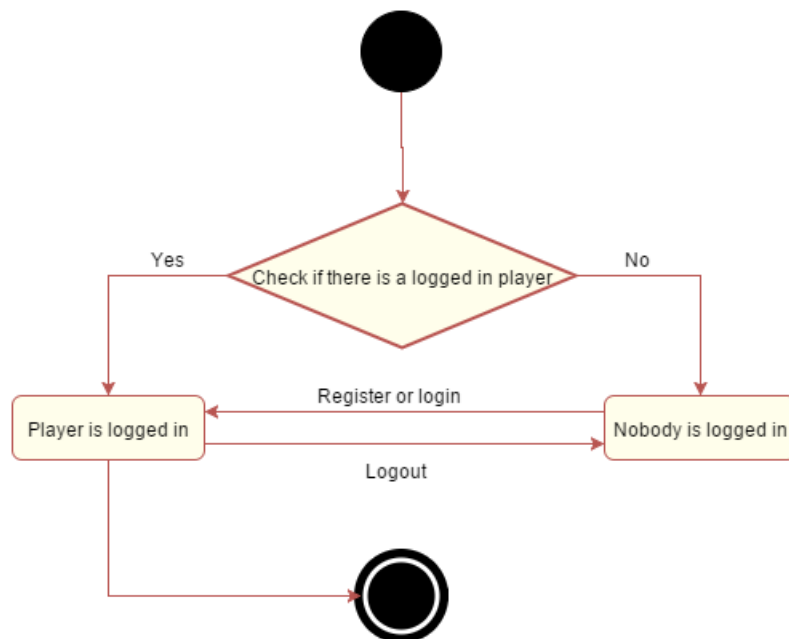 Yes
No
Check if there is a logged in player
Register or login
Player is logged in
Nobody is logged in
Logout